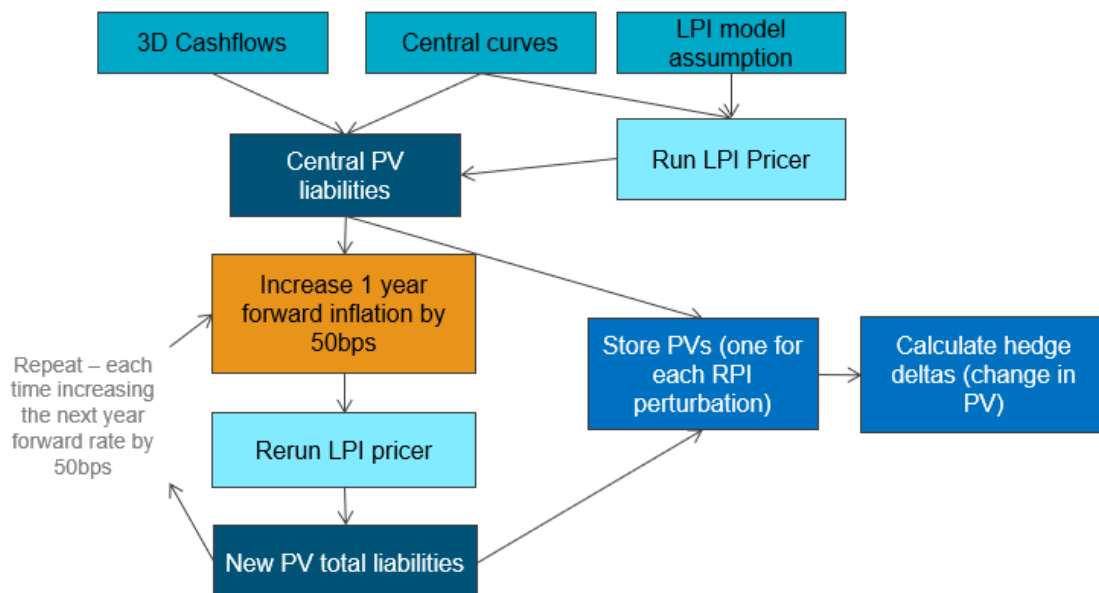 3D Cashflows
Central curves
LPI model
assumption
Central PV
liabilities
Run LPI Pricer
Increase 1 year
forward inflation by
50bps
Repeat – each
time increasing
the next year
forward rate by
50bps
Store PVs (one for
each RPI
perturbation)
Calculate hedge
deltas (change in
PV)
Rerun LPI pricer
New PV total liabilities